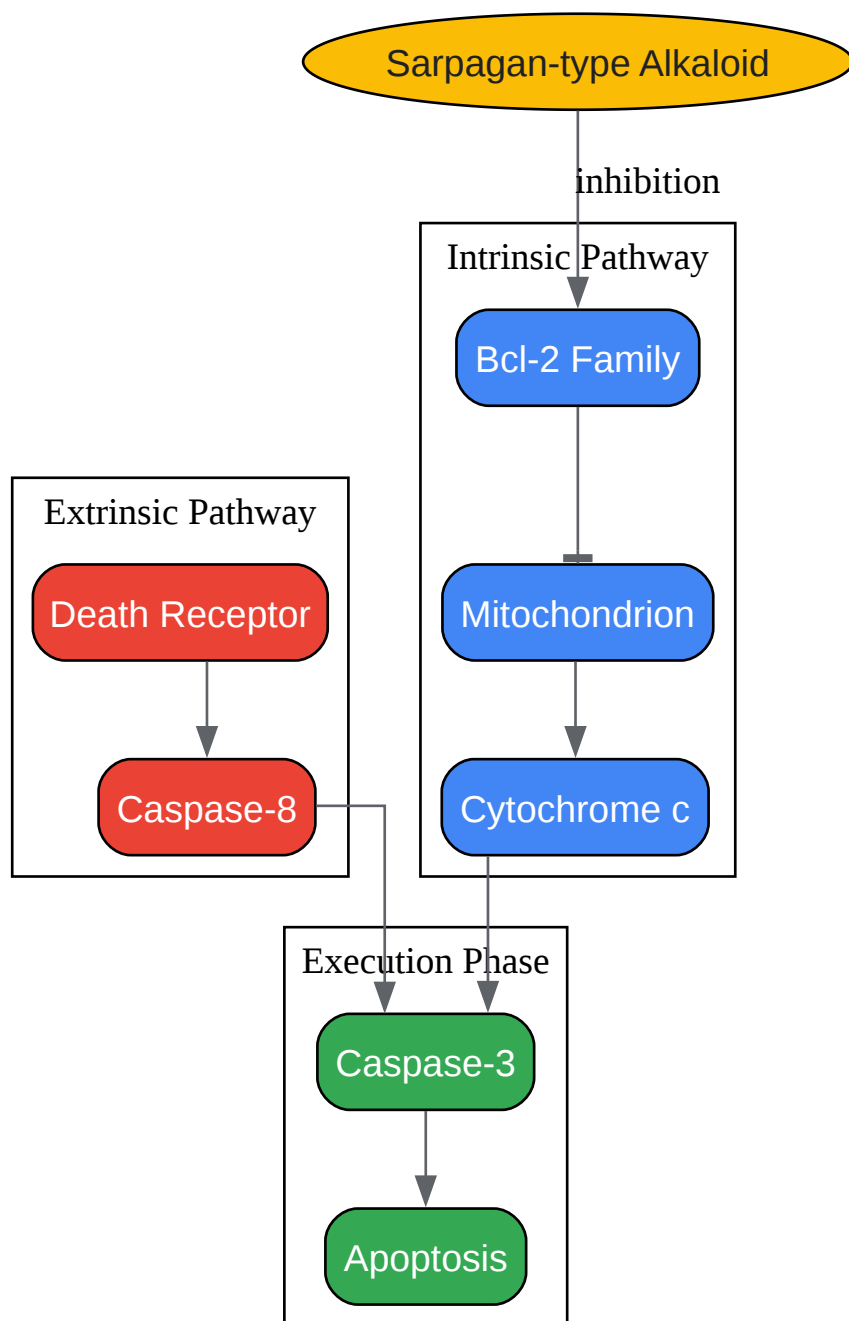 Sarpagan-type Alkaloid
inhibition
Intrinsic Pathway
Bcl-2 Family
Extrinsic Pathway
Death Receptor
Mitochondrion
Caspase-8
Cytochrome c
Execution Phase
Caspase-3
Apoptosis